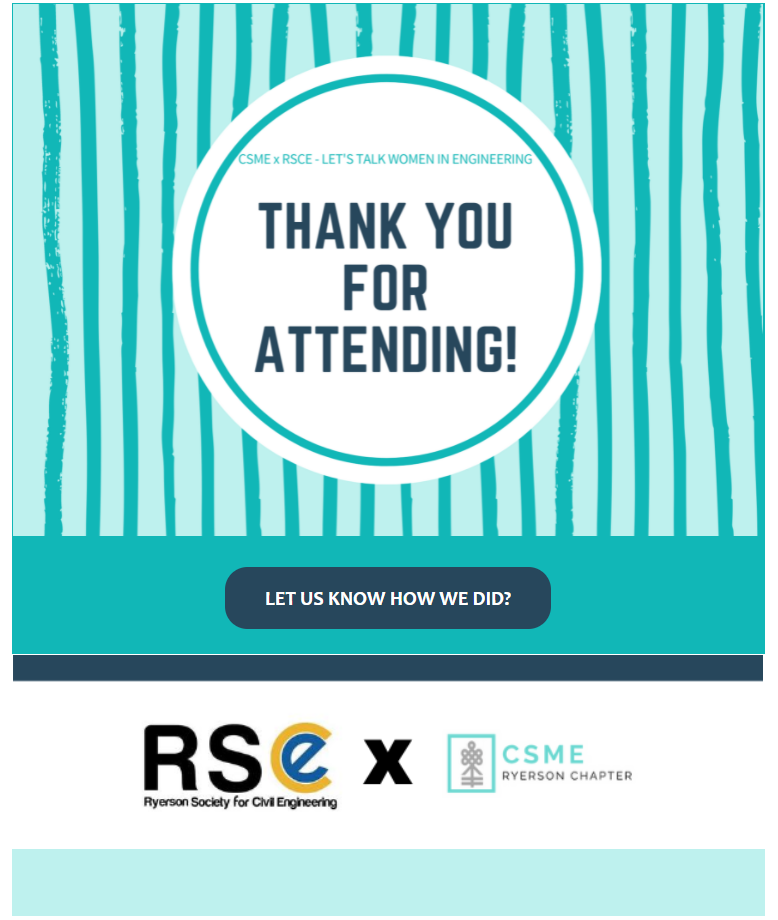 CSME x RSCE - LET'S TALK WOMEN IN ENGINEERING
THANK YOU
FOR
ATTENDING!
LET US KNOW HOW WE DID?
RSCe
Ryerson Society for Civil Engineering
X
CSME
RYERSON CHAPTER